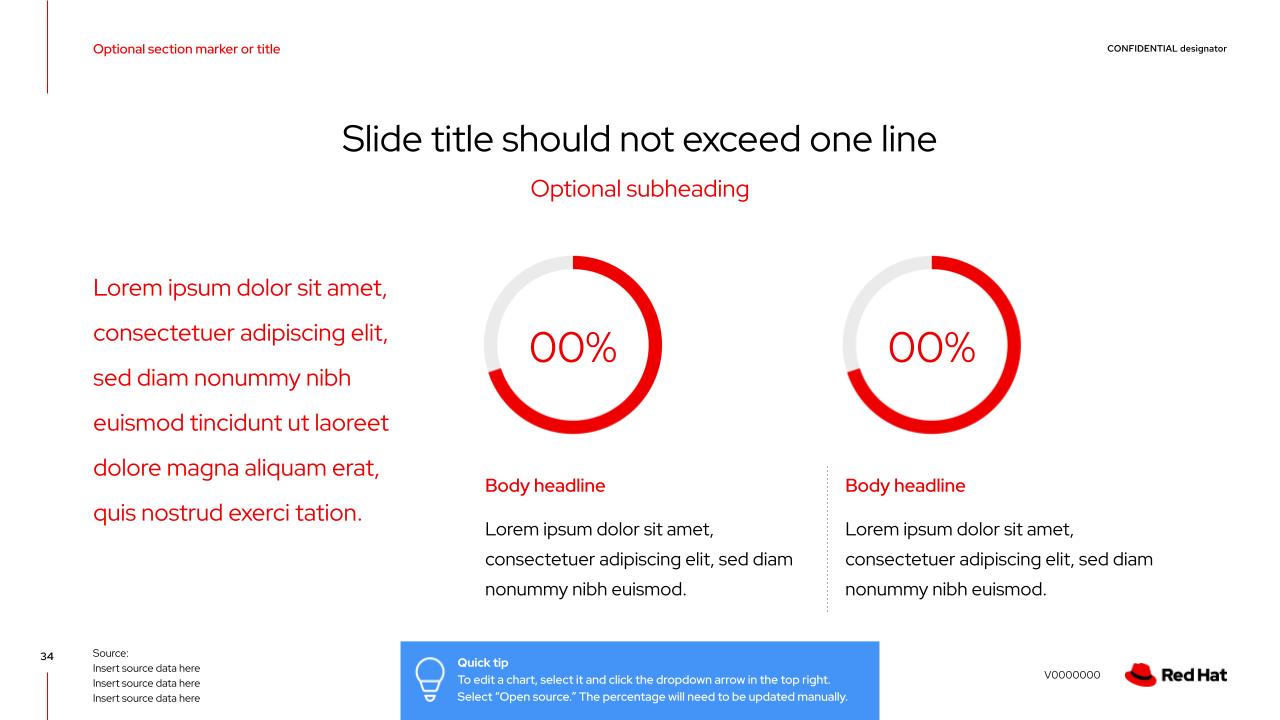 Optional section marker or title
CONFIDENTIAL designator
Slide title should not exceed one line
Optional subheading
Lorem ipsum dolor sit amet,
consectetuer adipiscing elit,
sed diam nonummy nibh
euismod tincidunt ut laoreet
dolore magna aliquam erat,
quis nostrud exerci tation.
00%
Body headline
Lorem ipsum dolor sit amet,
consectetuer adipiscing elit, sed diam
nonummy nibh euismod.
00%
Body headline
Lorem ipsum dolor sit amet,
consectetuer adipiscing elit, sed diam
nonummy nibh euismod.
34
Source:
Insert source data here
Insert source data here
Insert source data here
Quick tip
To edit a chart, select it and click the dropdown arrow in the top right.
Select “Open source.” The percentage will need to be updated manually.
V0000000
Red Hat